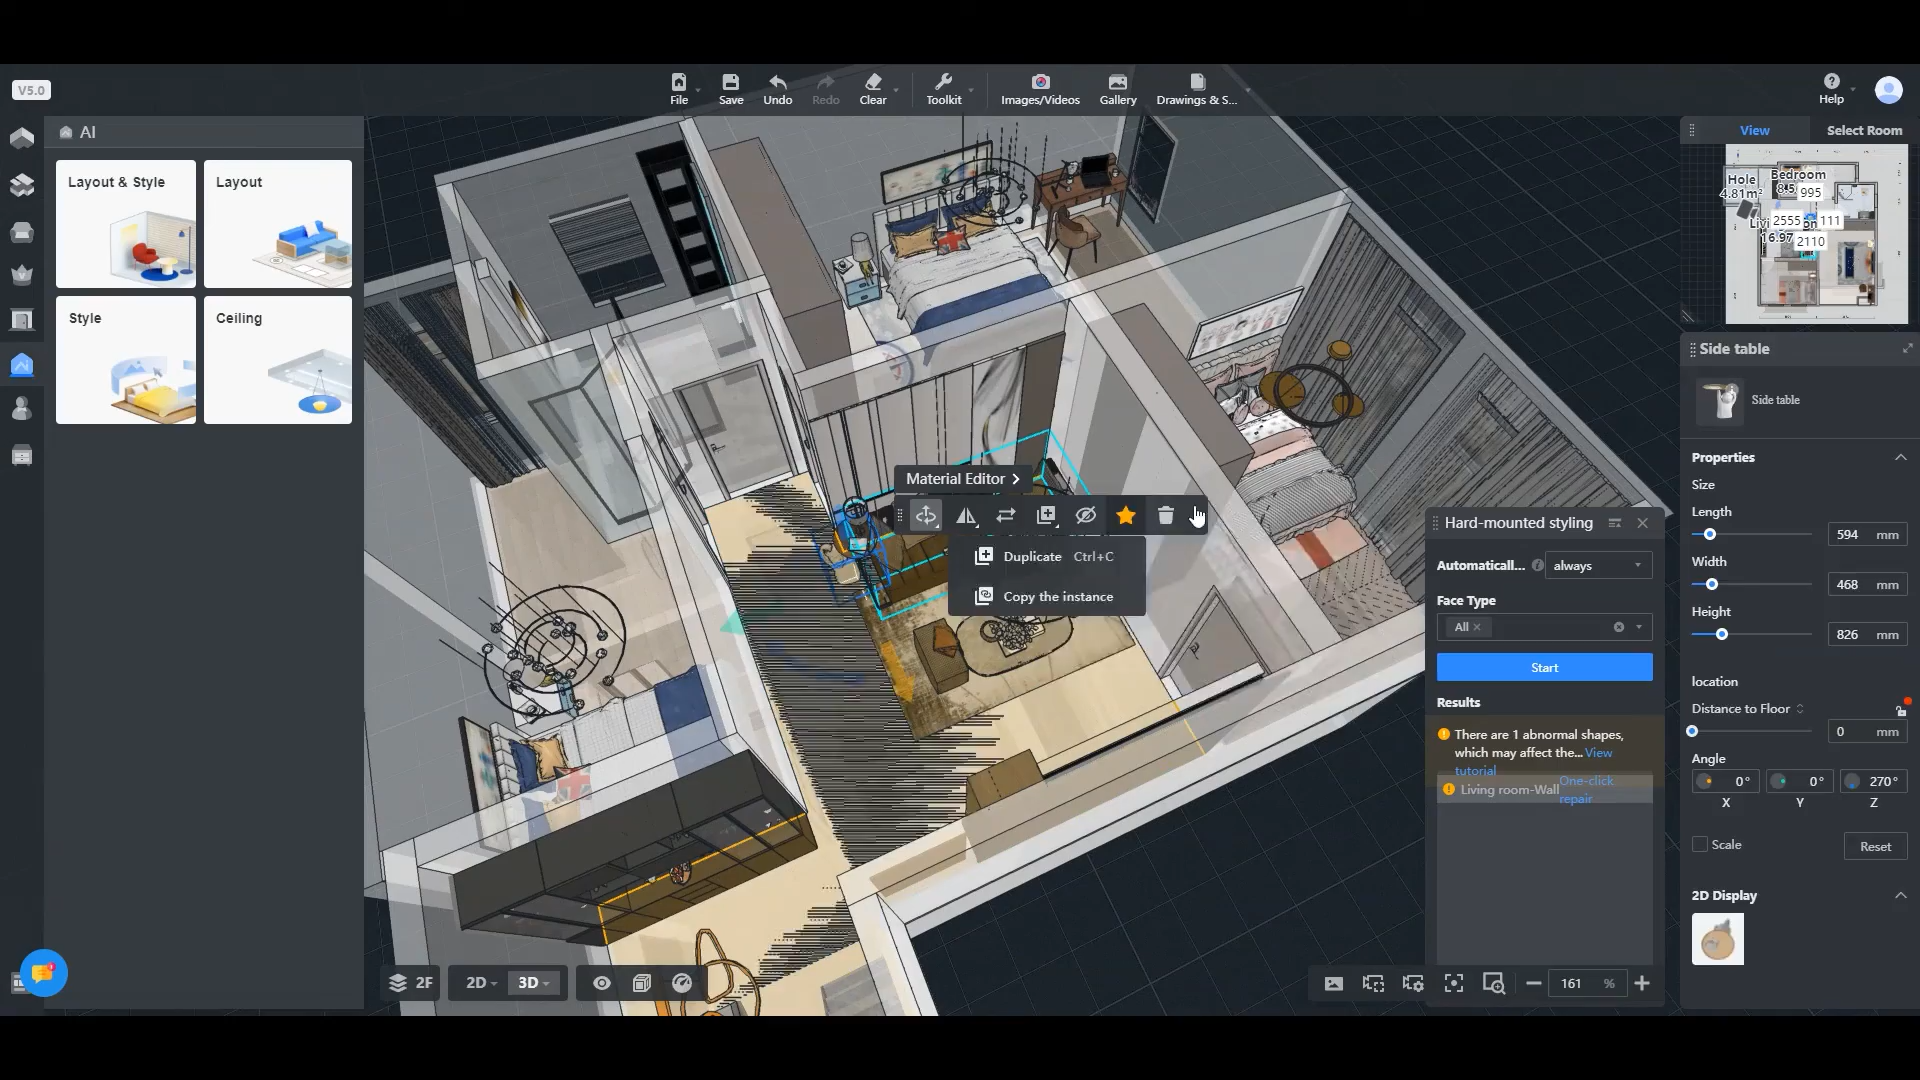 V5.0
File
Save
Undo
Redo
Clear
Toolkit
Images/Videos
Gallery
Drawings & S...
Help
AI
Layout & Style
Layout
Style
Ceiling
View
Select Room
Hole
4.81m²
Bedroom
8.5
995
2555
111
16.97
2110
Side table
Side table
Properties
Size
Length
594 mm
Width
468 mm
Height
826 mm
location
Distance to Floor
0 mm
Angle
0° 0° 270°
X Y Z
Scale
Reset
2D Display
Material Editor
Duplicate Ctrl+C
Copy the instance
Hard-mounted styling
Automaticall...
always
Face Type
All
Start
Results
There are 1 abnormal shapes,
which may affect the... View
tutorial
Living room-Wall
One-click
repair
2F
2D
3D
161 %